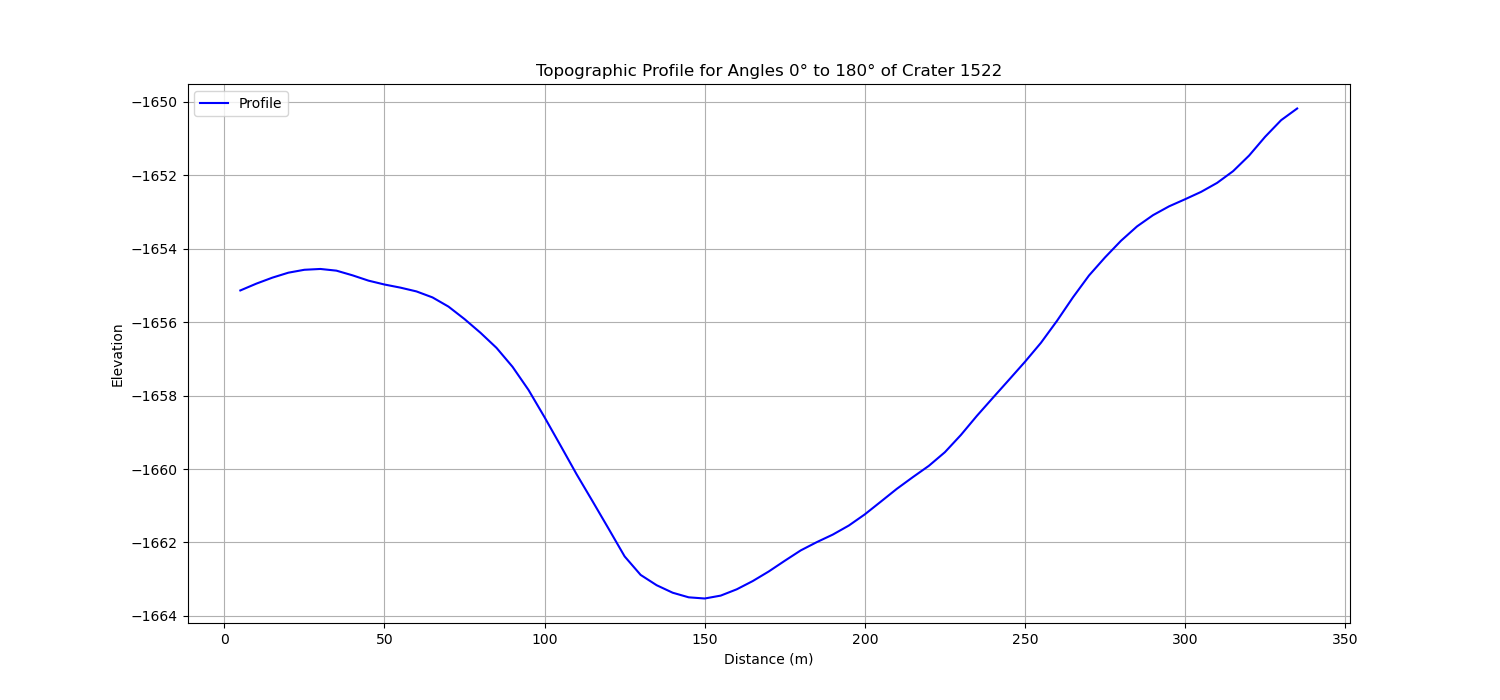 Topographic Profile for Angles 0° to 180° of Crater 1522
Profile
−1650
−1652
−1654
−1656
−1658
−1660
−1662
−1664
Elevation
0 50 100 150 200 250 300 350
Distance (m)